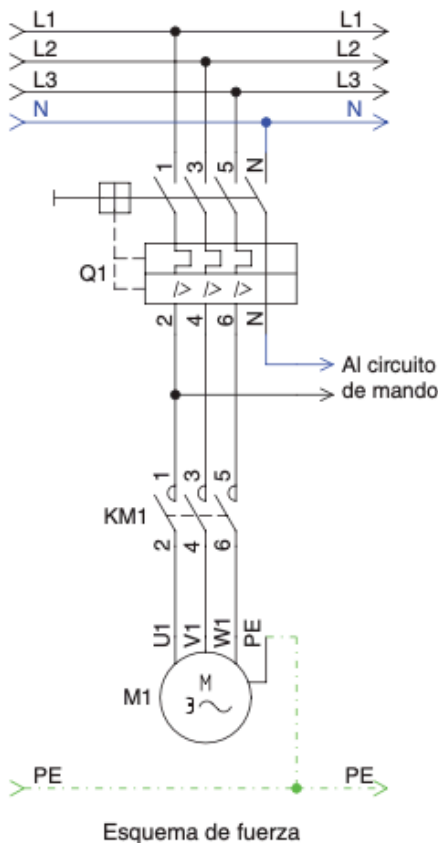 L1 L1
L2 L2
L3 L3
N N
1 3 5 N
Q1
I> I> I>
2 4 6 N
Al circuito
de mando
1 3 5
KM1
2 4 6
U1 V1 W1 PE
M1
M
3
PE PE
Esquema de fuerza